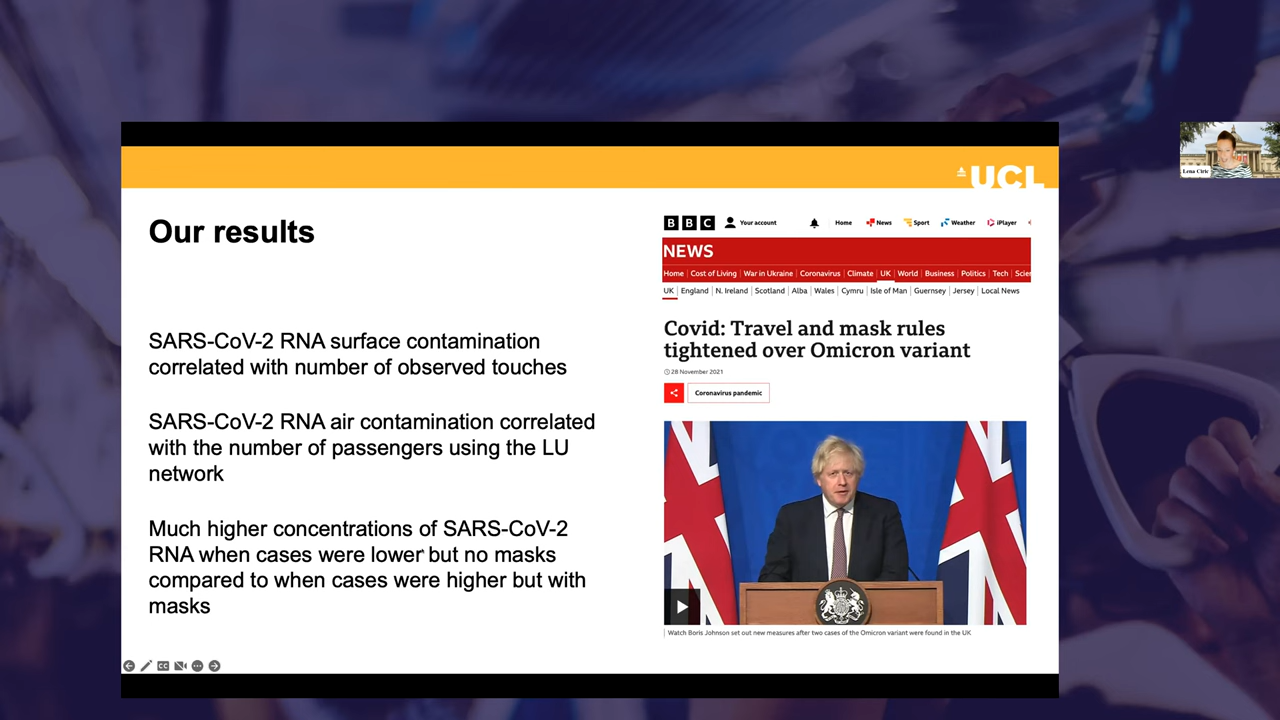 UCL
Our results
SARS-CoV-2 RNA surface contamination
correlated with number of observed touches
SARS-CoV-2 RNA air contamination correlated
with the number of passengers using the LU
network
Much higher concentrations of SARS-CoV-2
RNA when cases were lower but no masks
compared to when cases were higher but with
masks
BBC Your account Home News Sport Weather iPlayer
NEWS
Home Cost of Living War in Ukraine Coronavirus Climate UK World Business Politics Tech Scien
UK England N. Ireland Scotland Alba Wales Cymru Isle of Man Guernsey Jersey Local News
Covid: Travel and mask rules
tightened over Omicron variant
28 November 2021
Coronavirus pandemic
Watch Boris Johnson set out new measures after two cases of the Omicron variant were found in the UK
CC
Lena Ciric